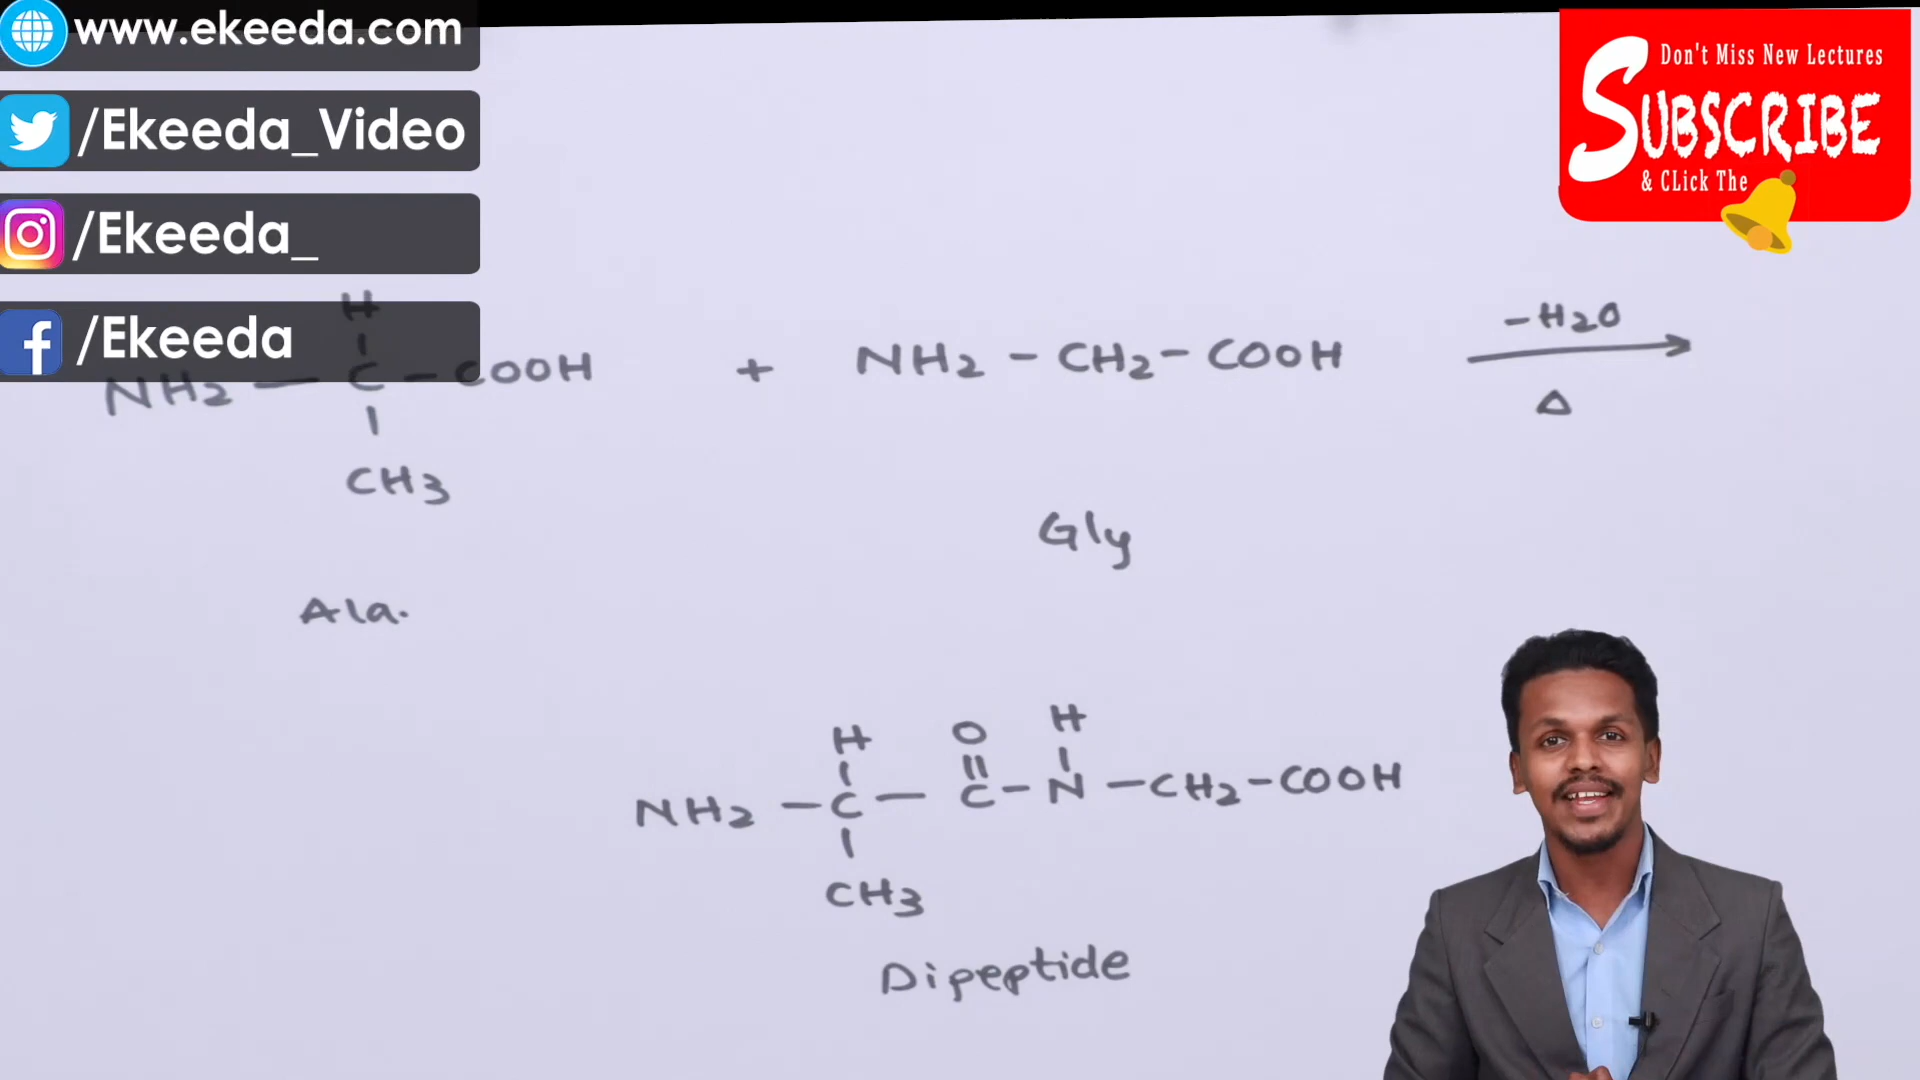 www.ekeeda.com
/Ekeeda_Video
/Ekeeda_
/Ekeeda
Don't Miss New Lectures
SUBSCRIBE
& CLick The
H
|
NH2 — C — COOH + NH2 — CH2 — COOH
|
CH3
-H2O
Δ
Gly
Ala.
H O H
| || |
NH2 — C — C — N — CH2 — COOH
|
CH3
Dipeptide